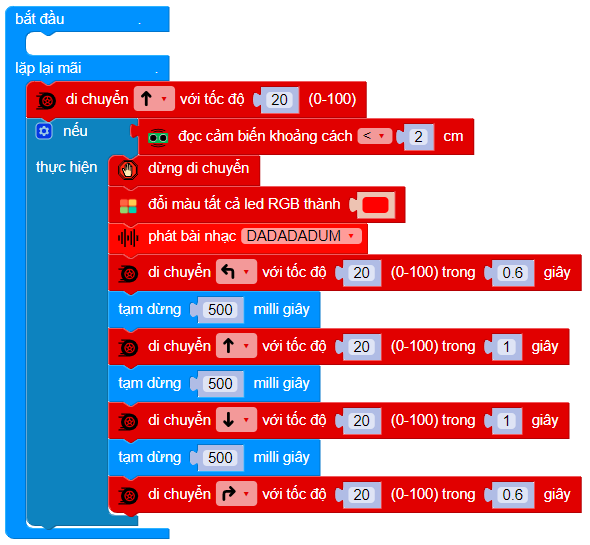 bắt đầu .
lặp lại mãi .
di chuyển ↑ với tốc độ 20 (0-100)
nếu đọc cảm biến khoảng cách < 2 cm
thực hiện dừng di chuyển
đổi màu tất cả led RGB thành
phát bài nhạc DADADADUM
di chuyển ↰ với tốc độ 20 (0-100) trong 0.6 giây
tạm dừng 500 milli giây
di chuyển ↑ với tốc độ 20 (0-100) trong 1 giây
tạm dừng 500 milli giây
di chuyển ↓ với tốc độ 20 (0-100) trong 1 giây
tạm dừng 500 milli giây
di chuyển ↱ với tốc độ 20 (0-100) trong 0.6 giây